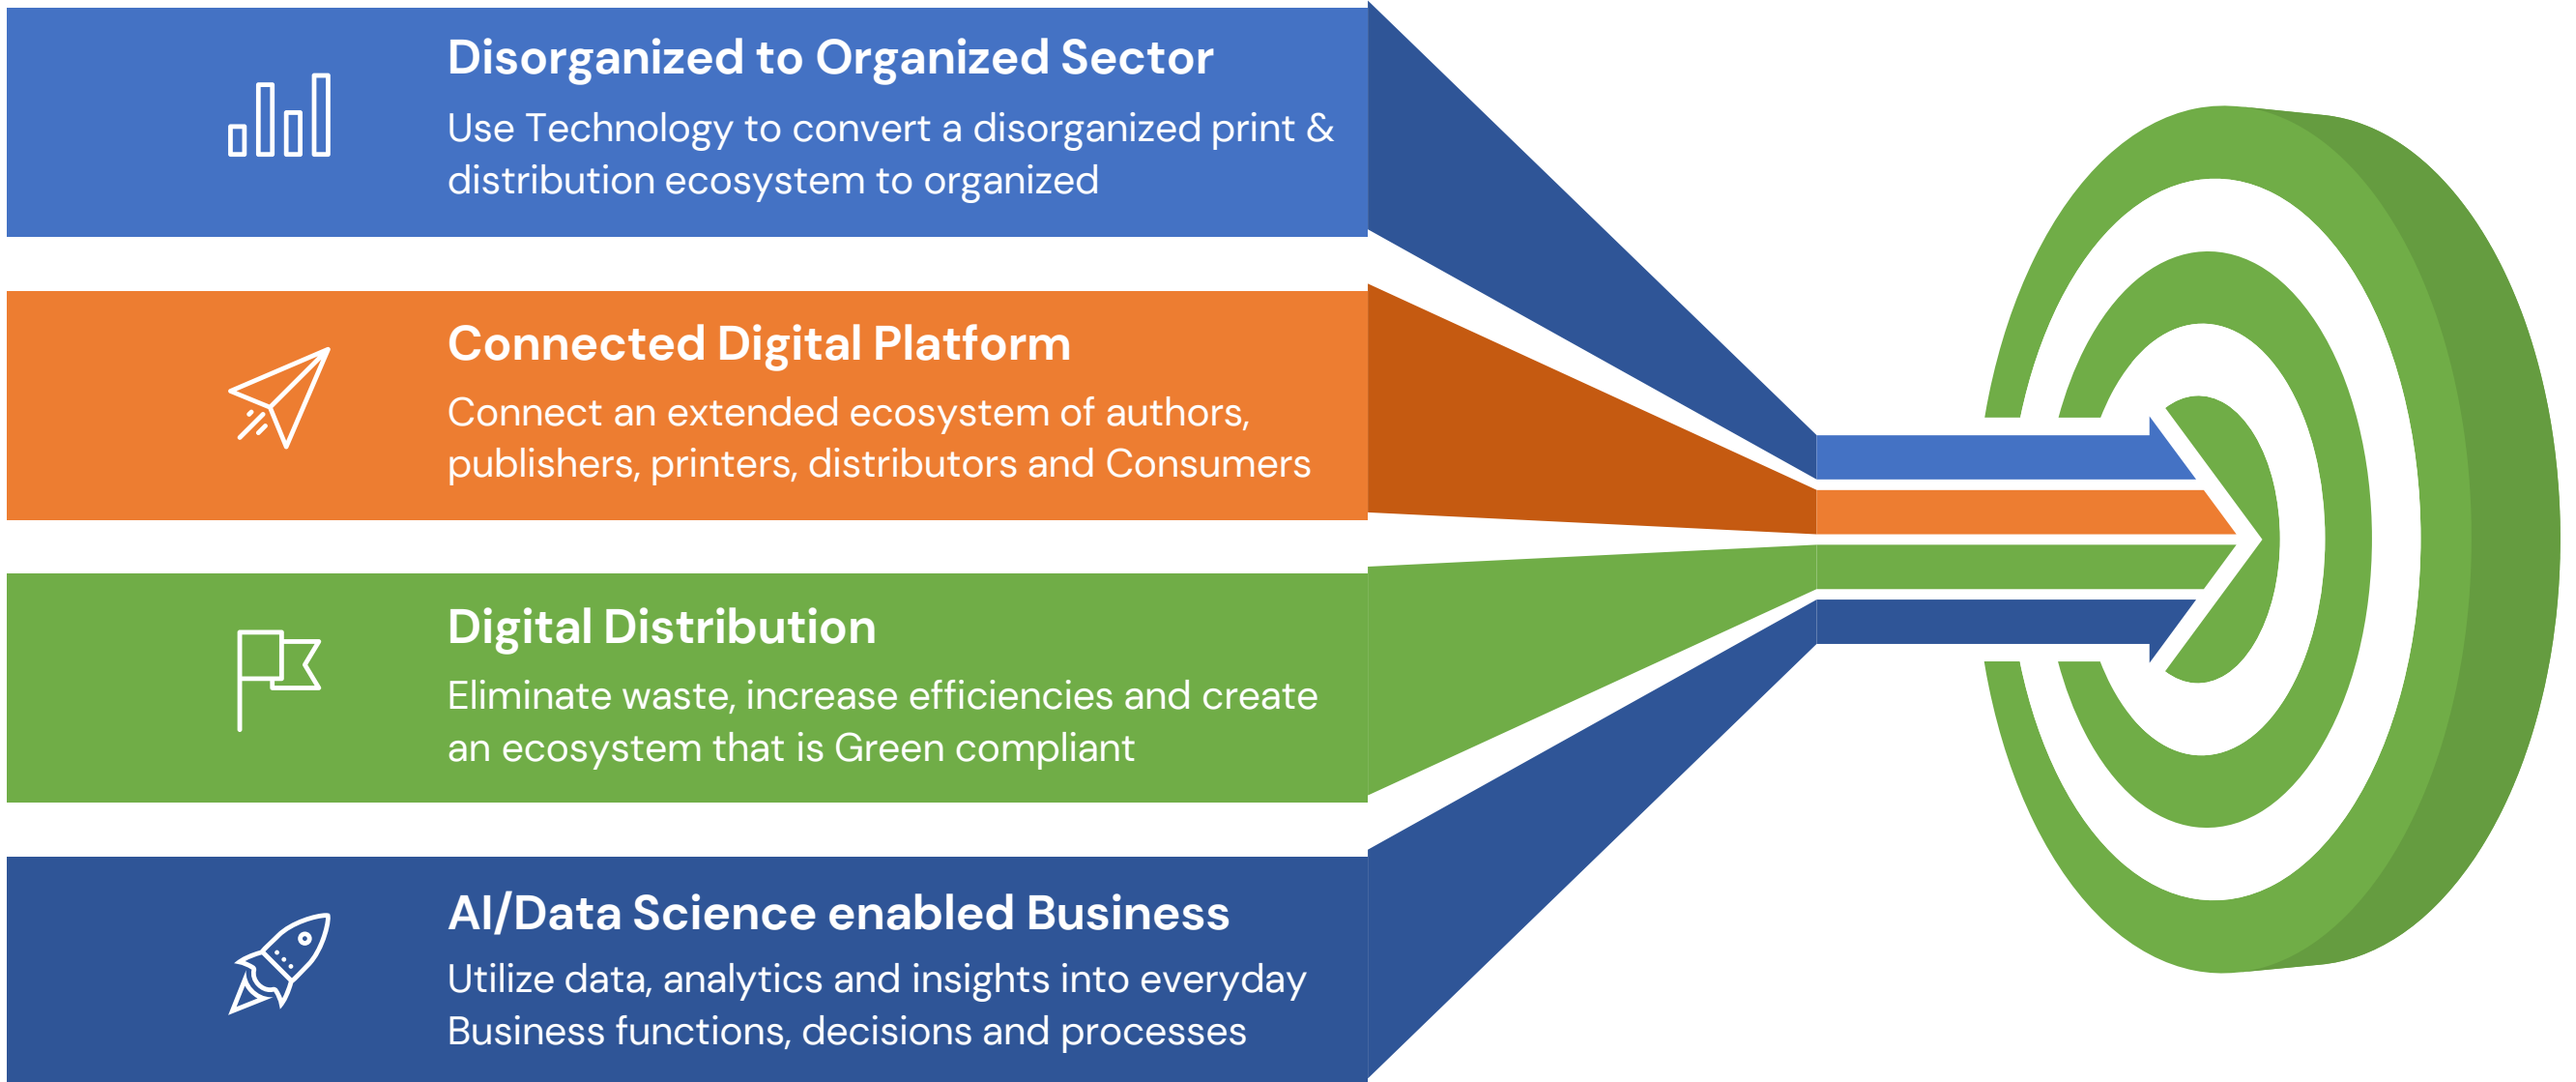 Disorganized to Organized Sector
Use Technology to convert a disorganized print &
distribution ecosystem to organized
Connected Digital Platform
Connect an extended ecosystem of authors,
publishers, printers, distributors and Consumers
Digital Distribution
Eliminate waste, increase efficiencies and create
an ecosystem that is Green compliant
AI/Data Science enabled Business
Utilize data, analytics and insights into everyday
Business functions, decisions and processes